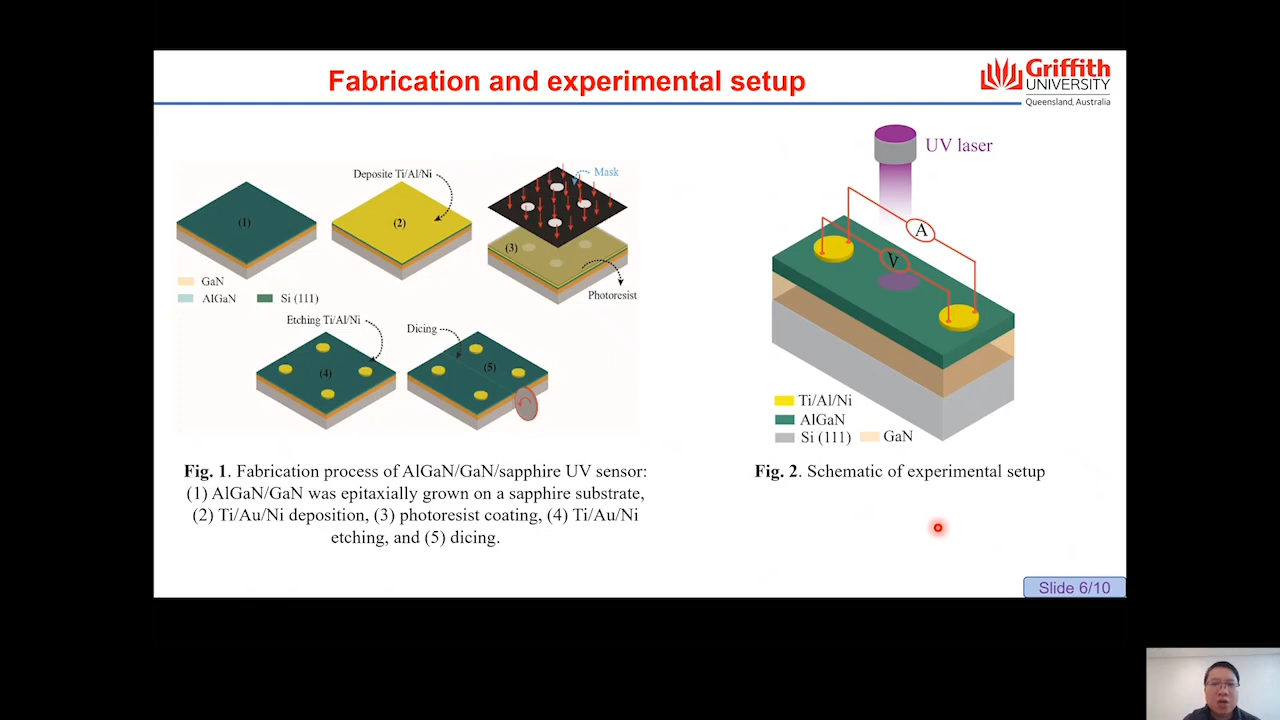 Fabrication and experimental setup
Griffith
UNIVERSITY
Queensland, Australia
Deposite Ti/Al/Ni
Mask
(1)
(2)
(3)
GaN
AlGaN
Si (111)
Photoresist
Etching Ti/Al/Ni
Dicing
(4)
(5)
Fig. 1. Fabrication process of AlGaN/GaN/sapphire UV sensor:
(1) AlGaN/GaN was epitaxially grown on a sapphire substrate,
(2) Ti/Au/Ni deposition, (3) photoresist coating, (4) Ti/Au/Ni
etching, and (5) dicing.
UV laser
A
V
Ti/Al/Ni
AlGaN
Si (111)
GaN
Fig. 2. Schematic of experimental setup
Slide 6/10